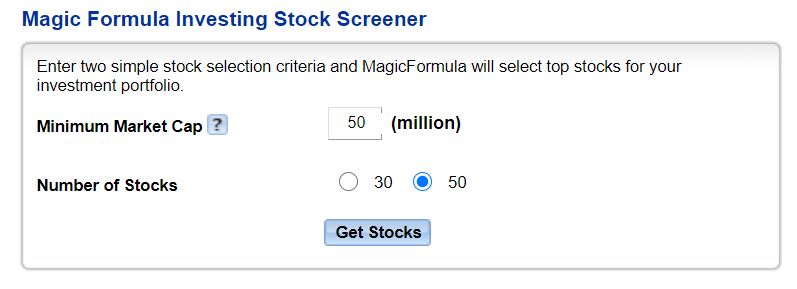 Magic Formula Investing Stock Screener
Enter two simple stock selection criteria and MagicFormula will select top stocks for your
investment portfolio.
Minimum Market Cap ? 50 (million)
Number of Stocks 30 50
Get Stocks